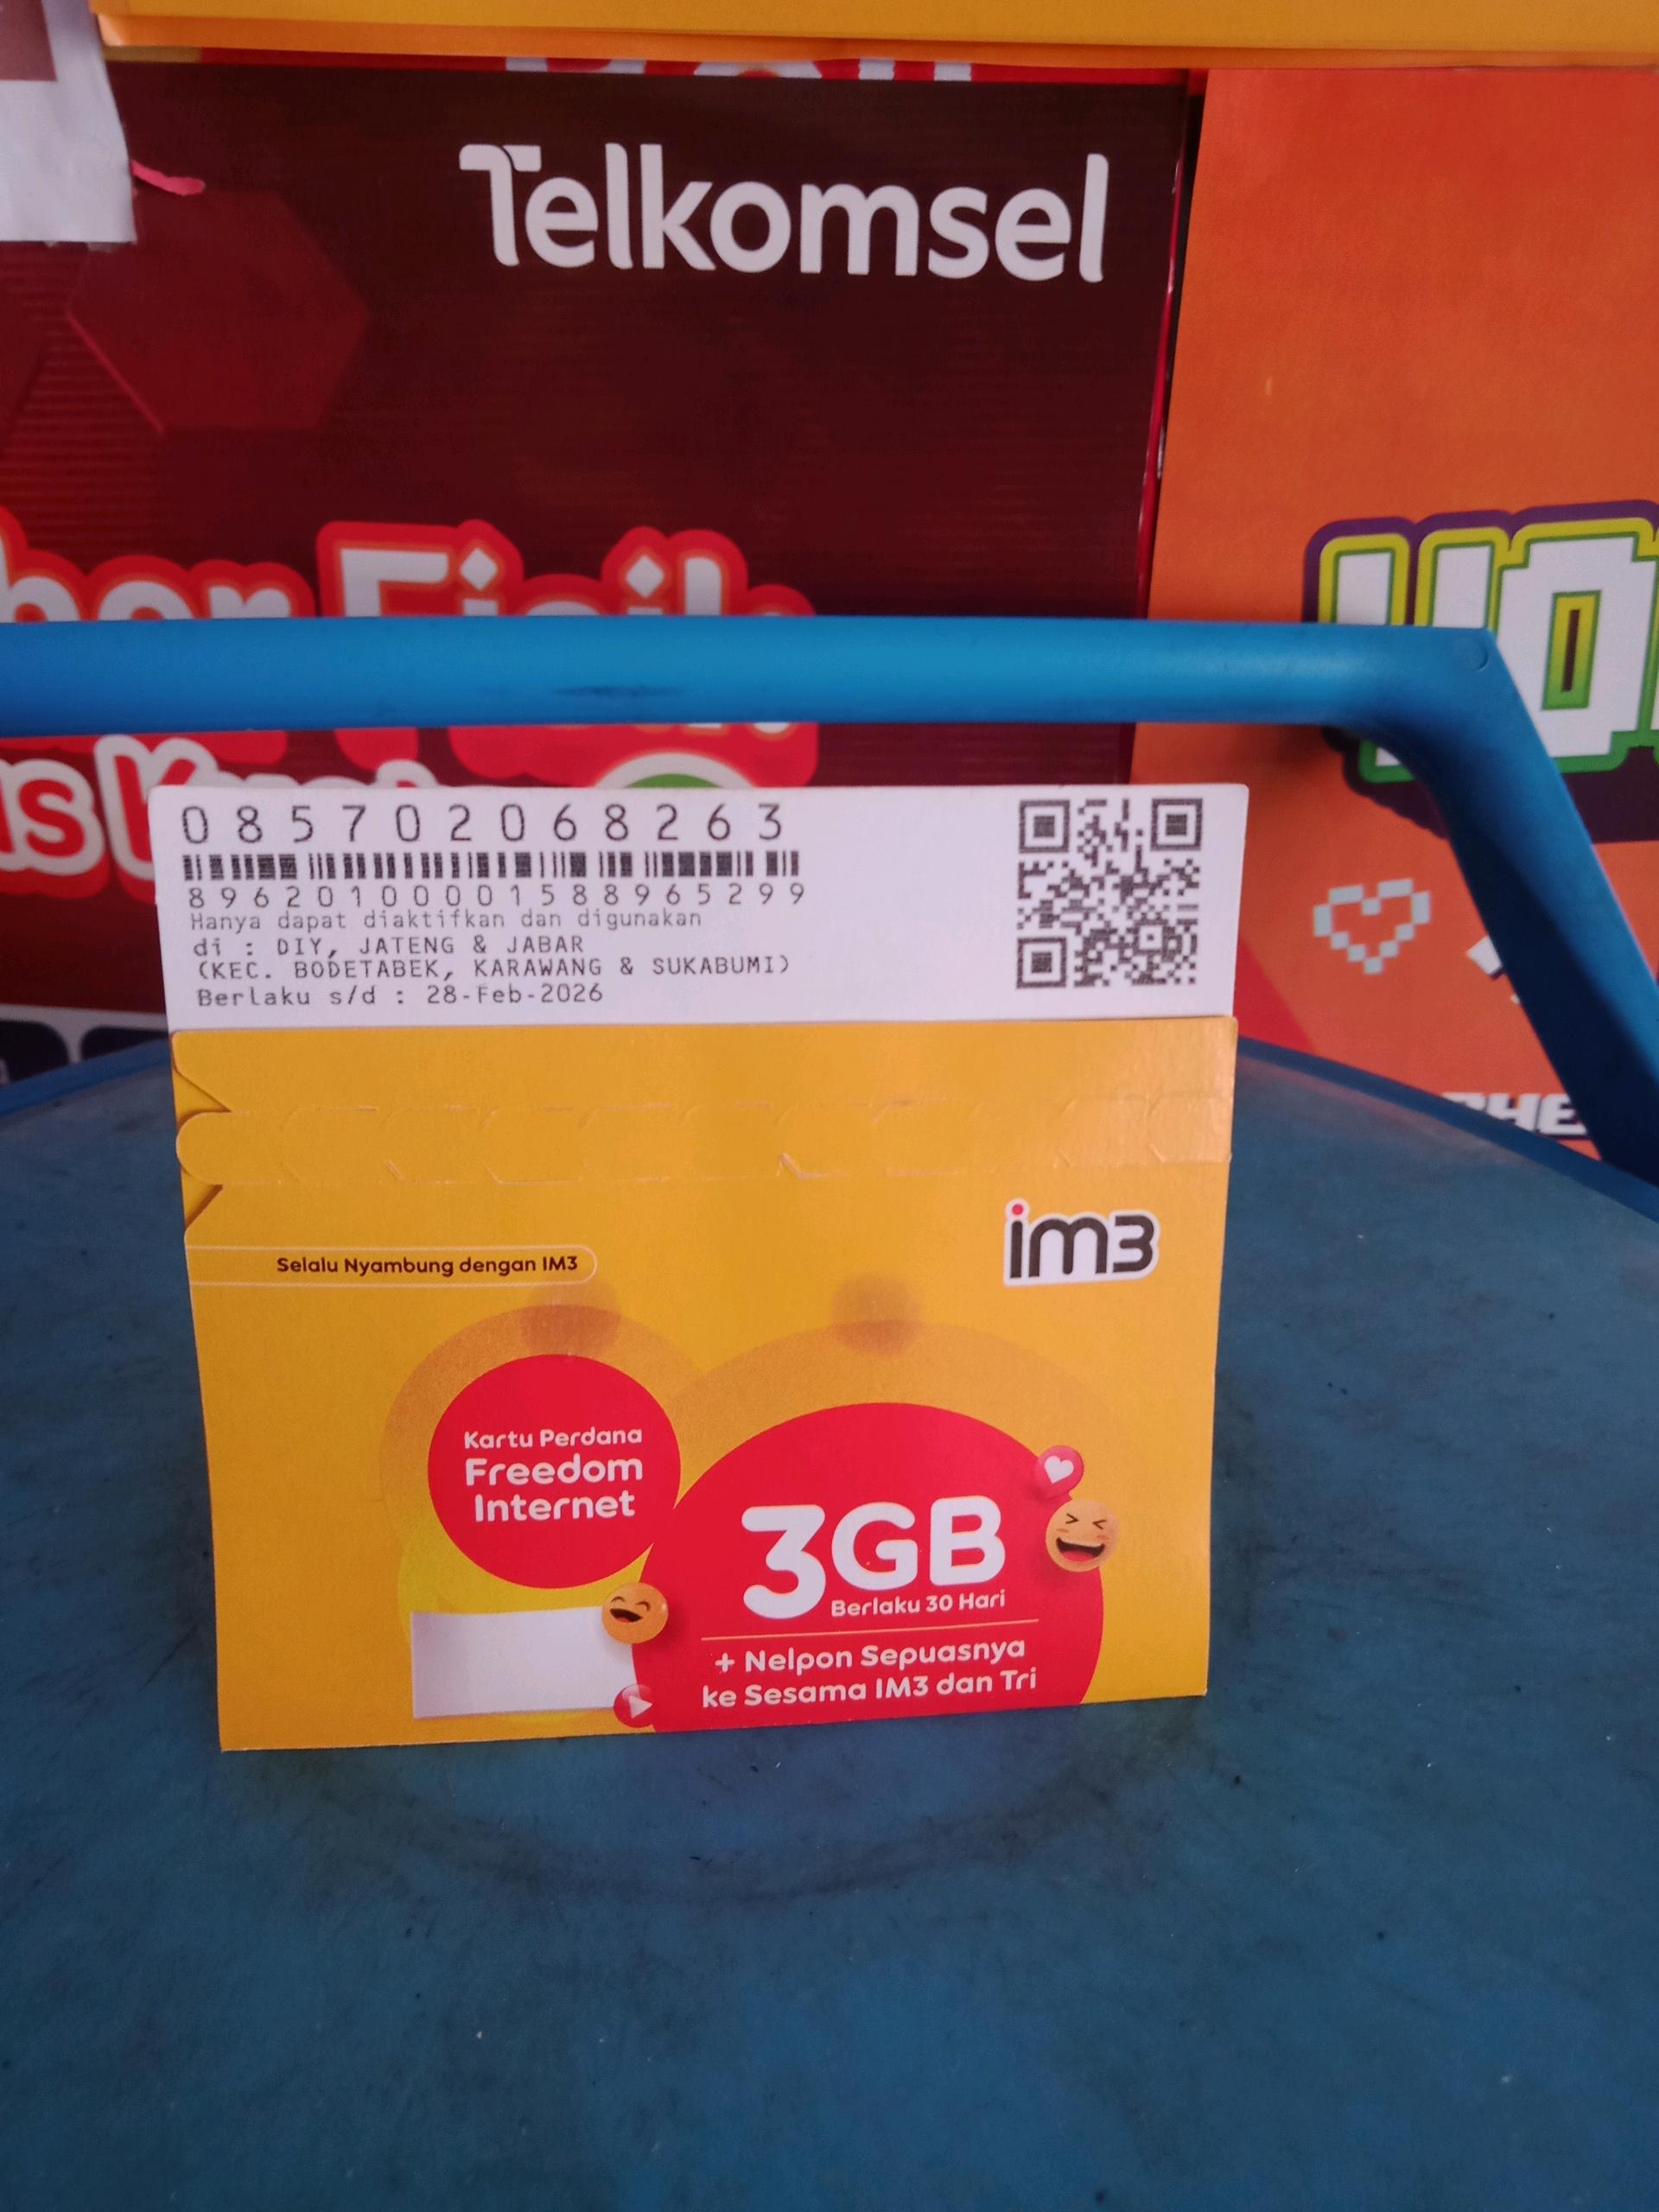 Telkomsel
085702068263
89620100001588965299
Hanya dapat diaktifkan dan digunakan
di : DIY, JATENG & JABAR
(KEC. BODETABEK, KARAWANG & SUKABUMI)
Berlaku s/d : 28-Feb-2026
im3
Selalu Nyambung dengan IM3
Kartu Perdana
Freedom
Internet
3GB
Berlaku 30 Hari
+ Nelpon Sepuasnya
ke Sesama IM3 dan Tri